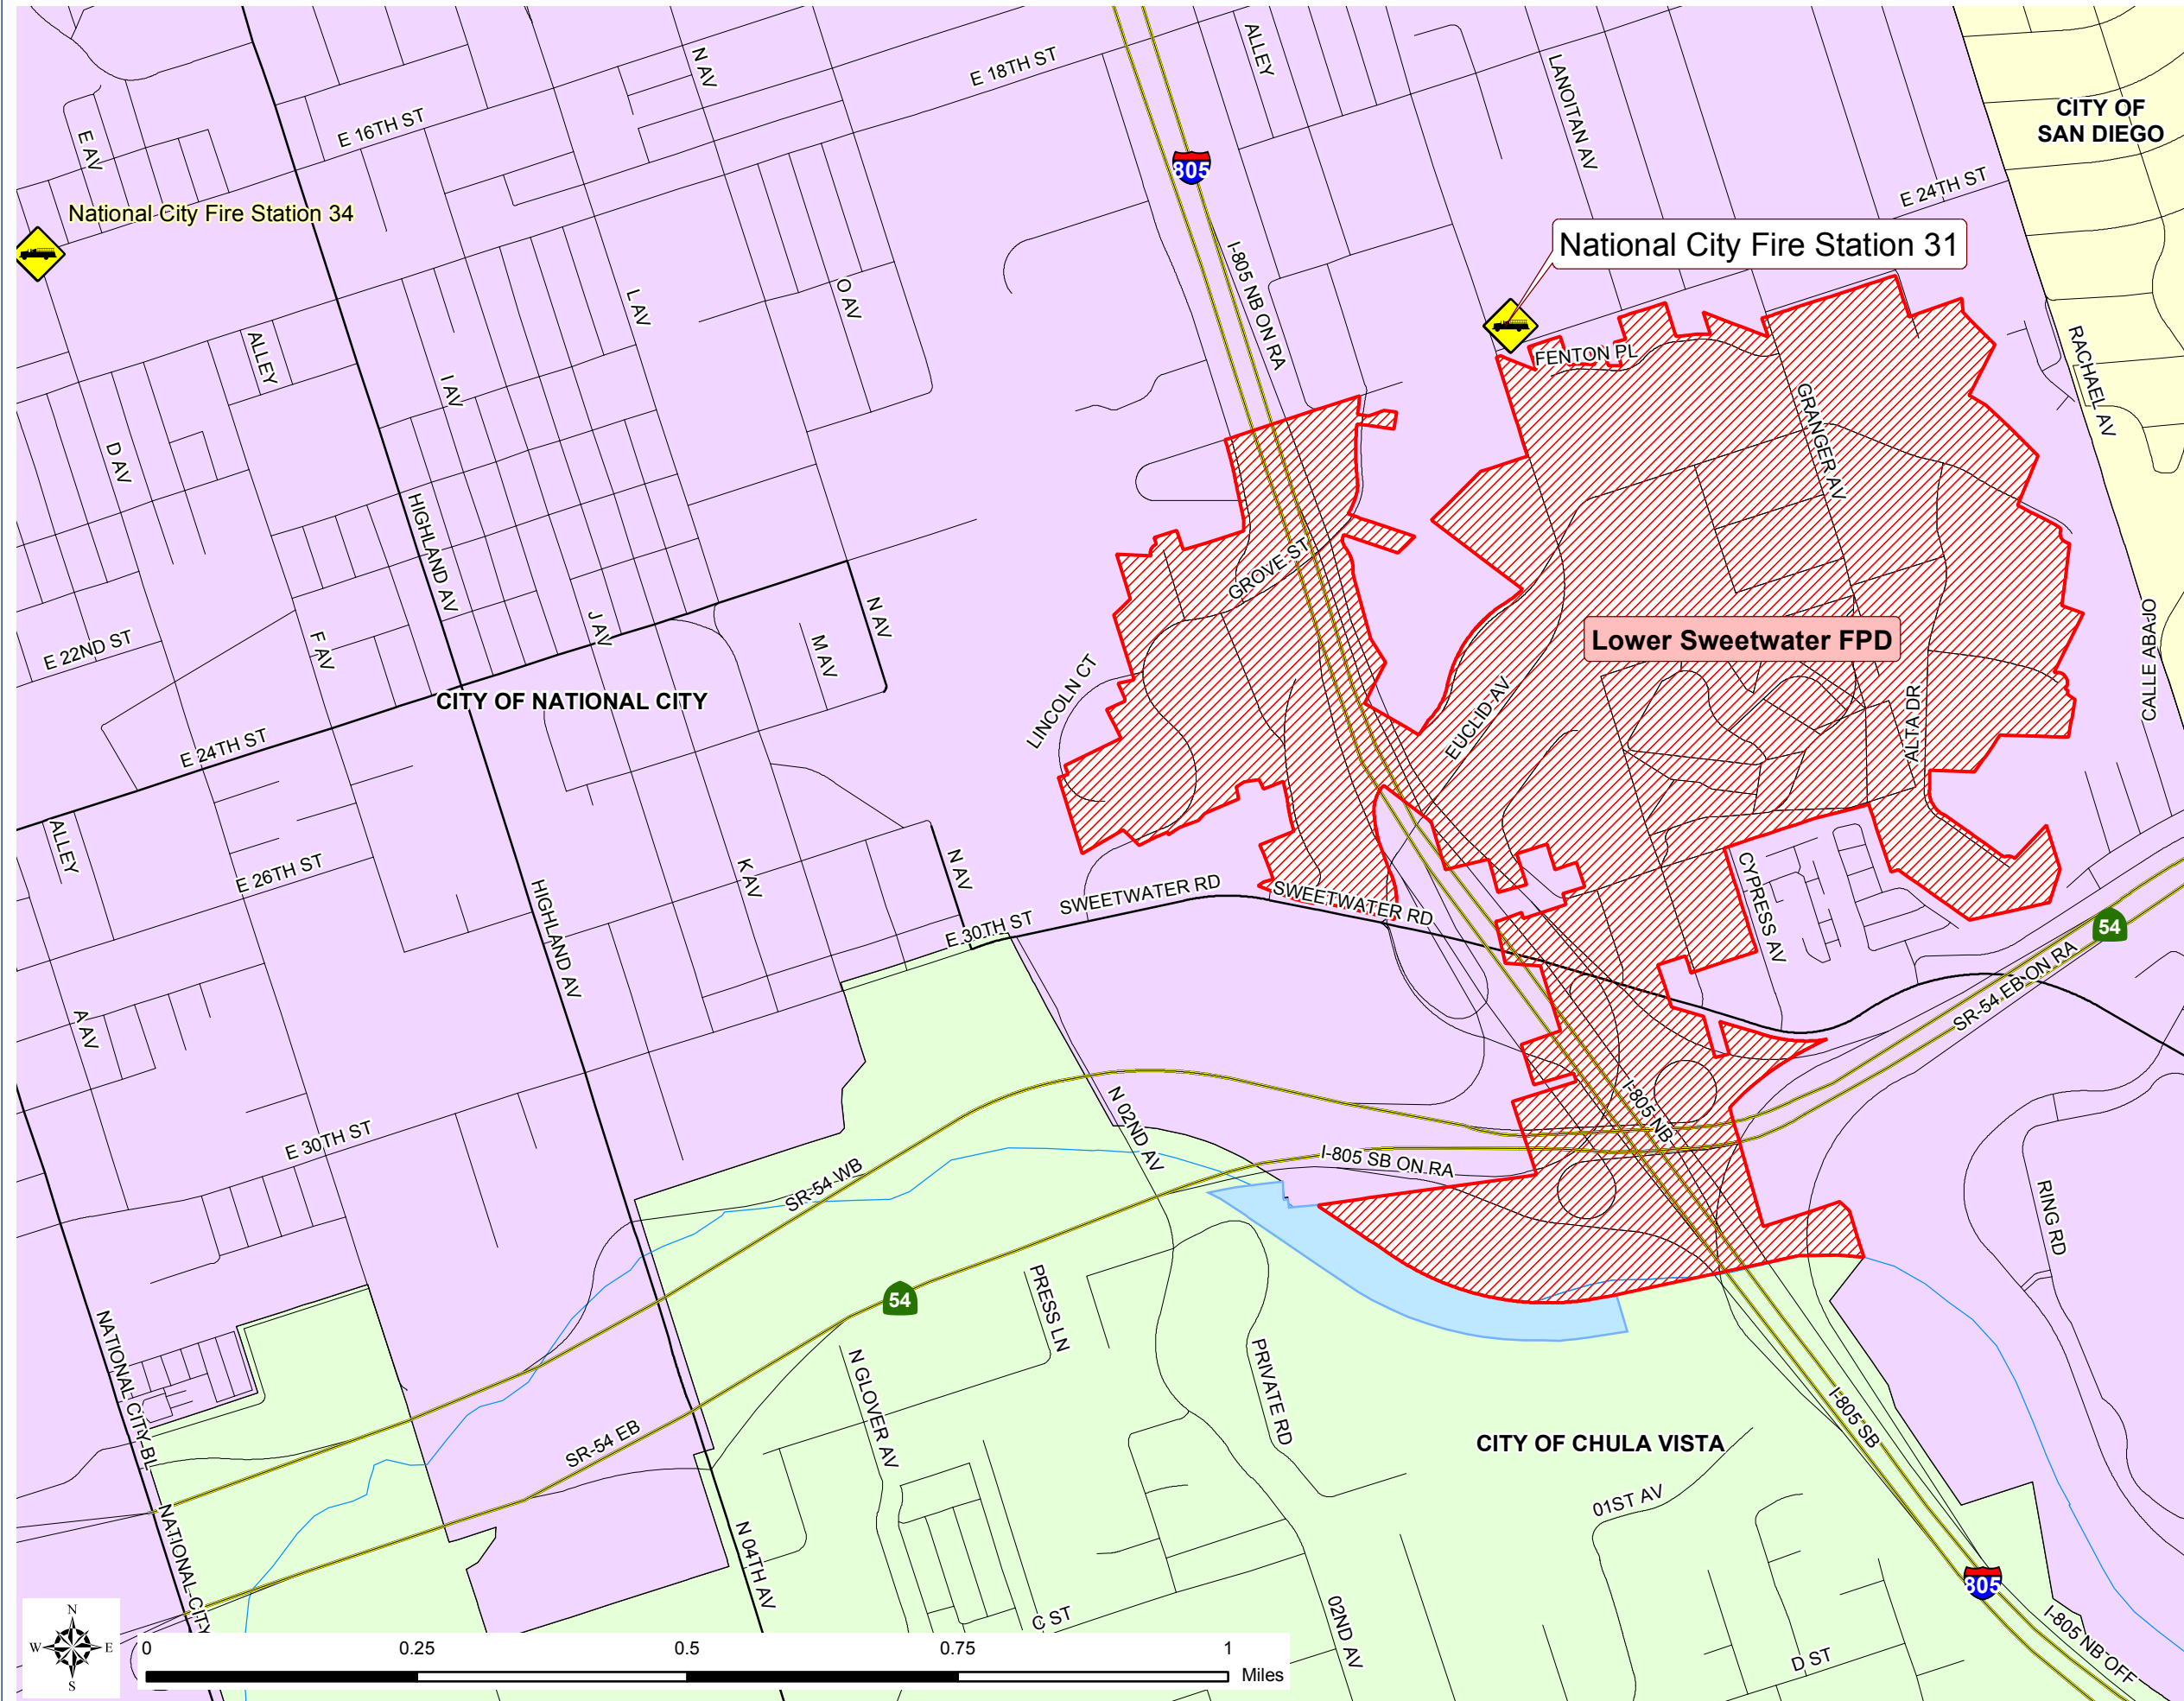 N AV
E 18TH ST
ALLEY
LANOITAN AV
CITY OF
SAN DIEGO
E AV
E 16TH ST
805
E 24TH ST
National City Fire Station 34
National City Fire Station 31
I-805 NB ON RA
L AV
O AV
ALLEY
FENTON PL
RACHAEL AV
I AV
GRANGER AV
D AV
HIGHLAND AV
GROVE ST
N AV
J AV
F AV
M AV
E 22ND ST
Lower Sweetwater FPD
CALLE ABAJO
CITY OF NATIONAL CITY
LINCOLN CT
EUCLID AV
ALTA DR
E 24TH ST
ALLEY
E 26TH ST
K AV
N AV
CYPRESS AV
SWEETWATER RD
SWEETWATER RD
HIGHLAND AV
E 30TH ST
54
SR-54 EB ON RA
A AV
N 02ND AV
I-805 NB
E 30TH ST
I-805 SB ON RA
SR-54 WB
RING RD
54
PRESS LN
NATIONAL CITY BL
N GLOVER AV
PRIVATE RD
SR-54 EB
CITY OF CHULA VISTA
I-805 SB
01ST AV
NATIONAL CITY
N 04TH AV
805
C ST
02ND AV
I-805 NB OFF
D ST
N
W E
S
0 0.25 0.5 0.75 1
Miles